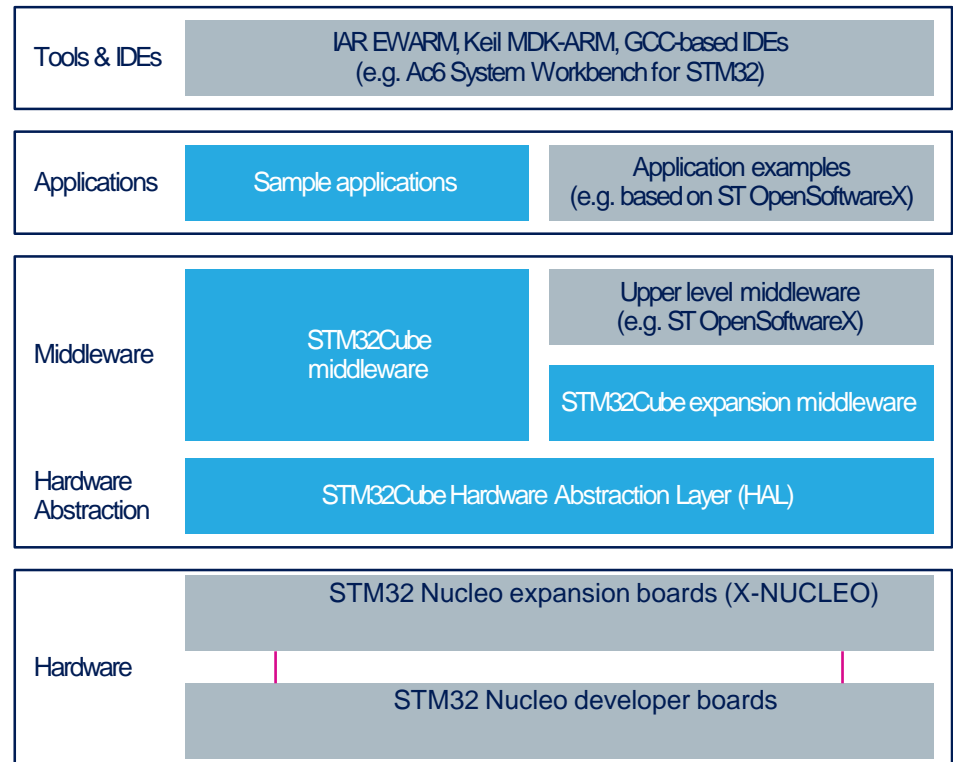 Tools & IDEs
IAR EWARM, Keil MDK-ARM, GCC-based IDEs
(e.g. Ac6 System Workbench for STM32)
Applications
Sample applications
Application examples
(e.g. based on ST OpenSoftwareX)
Middleware
STM32Cube
middleware
Upper level middleware
(e.g. ST OpenSoftwareX)
STM32Cube expansion middleware
Hardware
Abstraction
STM32Cube Hardware Abstraction Layer (HAL)
Hardware
STM32 Nucleo expansion boards (X-NUCLEO)
STM32 Nucleo developer boards